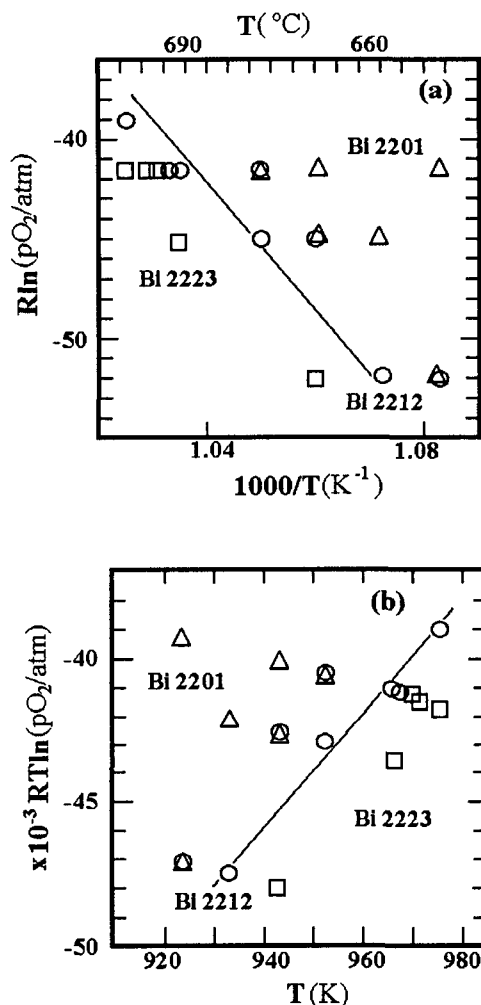 T(°C)
690 660
(a)
Bi 2201
-40
Rln(pO₂/atm)
Bi 2223
-50
Bi 2212
1.04 1.08
1000/T(K⁻¹)
(b)
-40
Bi 2201
x10⁻³ RTln(pO₂/atm)
-45
Bi 2223
Bi 2212
-50
920 940 960 980
T(K)